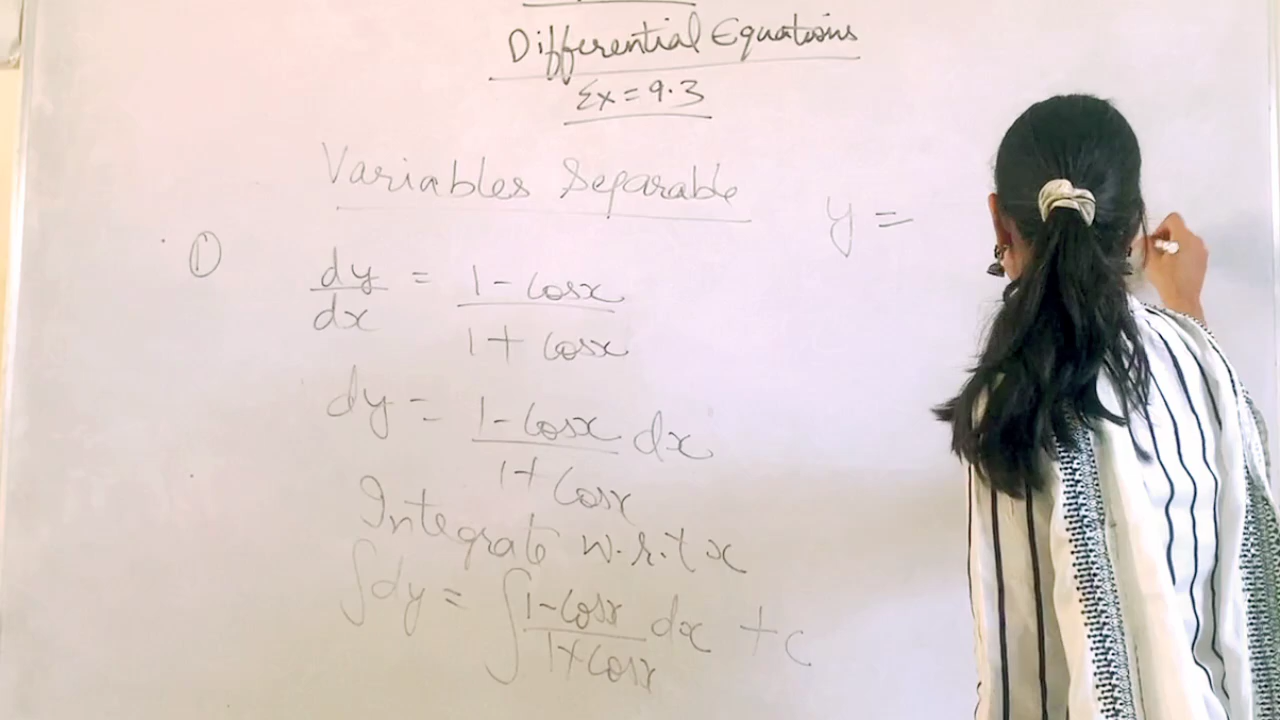 Differential Equations
Ex = 9.3
Variables Separable
① dy/dx = 1 - cosx / 1 + cosx
dy = 1 - cosx / 1 + cosx dx
Integrate w.r.t x
∫dy = ∫ 1 - cosx / 1 + cosx dx + c
y =